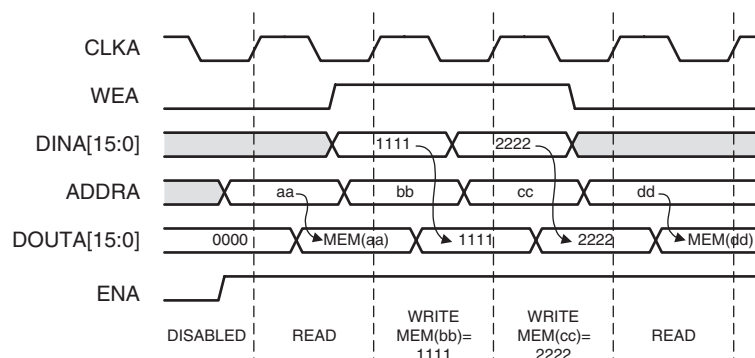 CLKA
WEA
DINA[15:0] 1111 2222
ADDRA aa bb cc dd
DOUTA[15:0] 0000 MEM(aa) 1111 2222 MEM(dd)
ENA
DISABLED READ WRITE MEM(bb)= 1111 WRITE MEM(cc)= 2222 READ